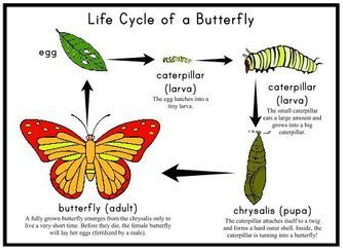 Life Cycle of a Butterfly
egg
caterpillar
(larva)
The egg hatches into a
tiny larva.
caterpillar
(larva)
The small caterpillar
eats a large amount and
grows into a big
caterpillar.
chrysalis (pupa)
The caterpillar attaches itself to a twig
and forms a hard outer shell. Inside, the
caterpillar is turning into a butterfly!
butterfly (adult)
A fully grown butterfly emerges from the chrysalis only to
live a very short time. Before they die, the female butterfly
will lay her eggs (fertilized by a male).